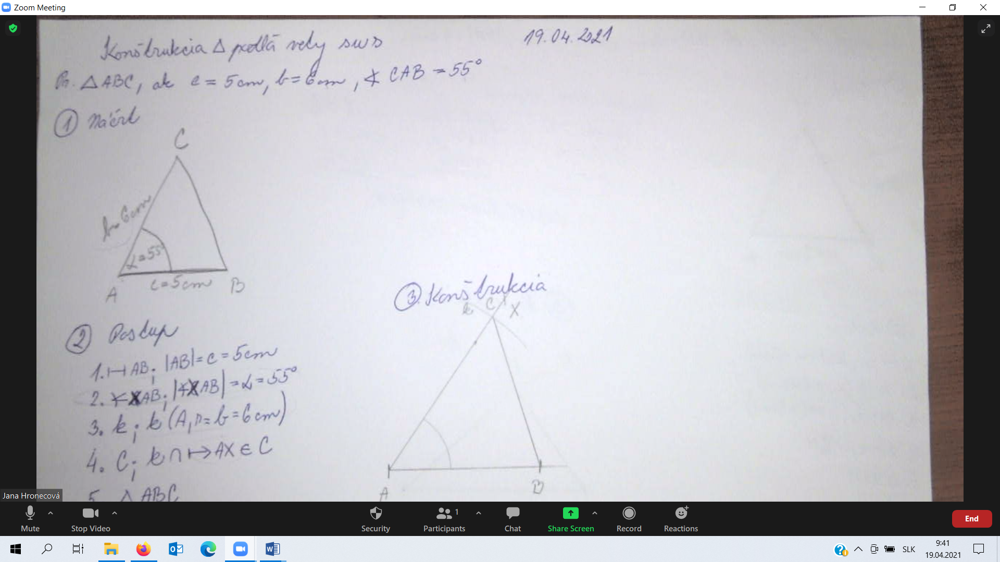 Zoom Meeting
Konštrukcia △ podľa vety sus
19.04.2021
Pr. △ABC, ak c = 5cm, b = 6cm, ∢ CAB = 55°
① Náčrt
C
b=6cm
α=55°
A
c=5cm
B
② Postup
1. ⊢⊣AB; |AB|=c=5cm
2. ∢XAB; |∢XAB|=α=55°
3. k; k(A, r=b=6cm)
4. C; k∩↦AX∈C
5. △ ABC
③ Konštrukcia
k C X
A
B
Jana Hronecová
Mute
Stop Video
Security
1
Participants
Chat
Share Screen
Record
Reactions
End
SLK
9:41
19.04.2021